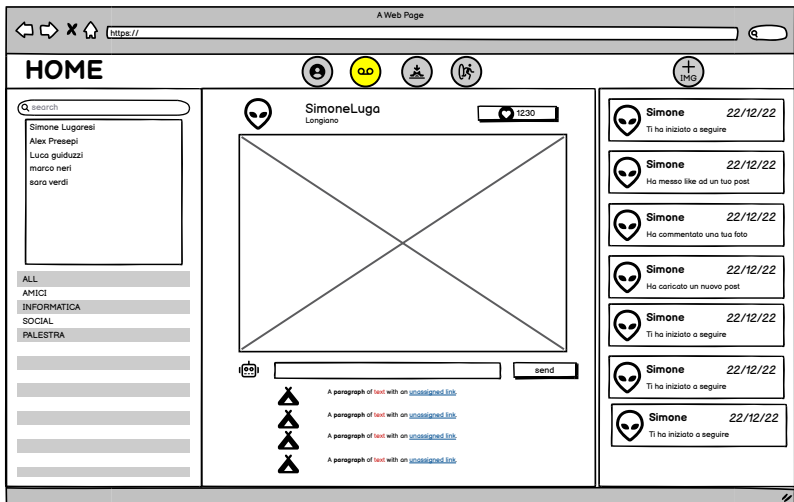 A Web Page
https://
HOME
IMG
search
Simone Lugaresi
Alex Presepi
Luca guiduzzi
marco neri
sara verdi
ALL
AMICI
INFORMATICA
SOCIAL
PALESTRA
SimoneLuga
Longiano
1230
send
A paragraph of text with an unassigned link.
A paragraph of text with an unassigned link.
A paragraph of text with an unassigned link.
A paragraph of text with an unassigned link.
Simone 22/12/22
Ti ha iniziato a seguire
Simone 22/12/22
Ha messo like ad un tuo post
Simone 22/12/22
Ha commentato una tua foto
Simone 22/12/22
Ha caricato un nuovo post
Simone 22/12/22
Ti ha iniziato a seguire
Simone 22/12/22
Ti ha iniziato a seguire
Simone 22/12/22
Ti ha iniziato a seguire